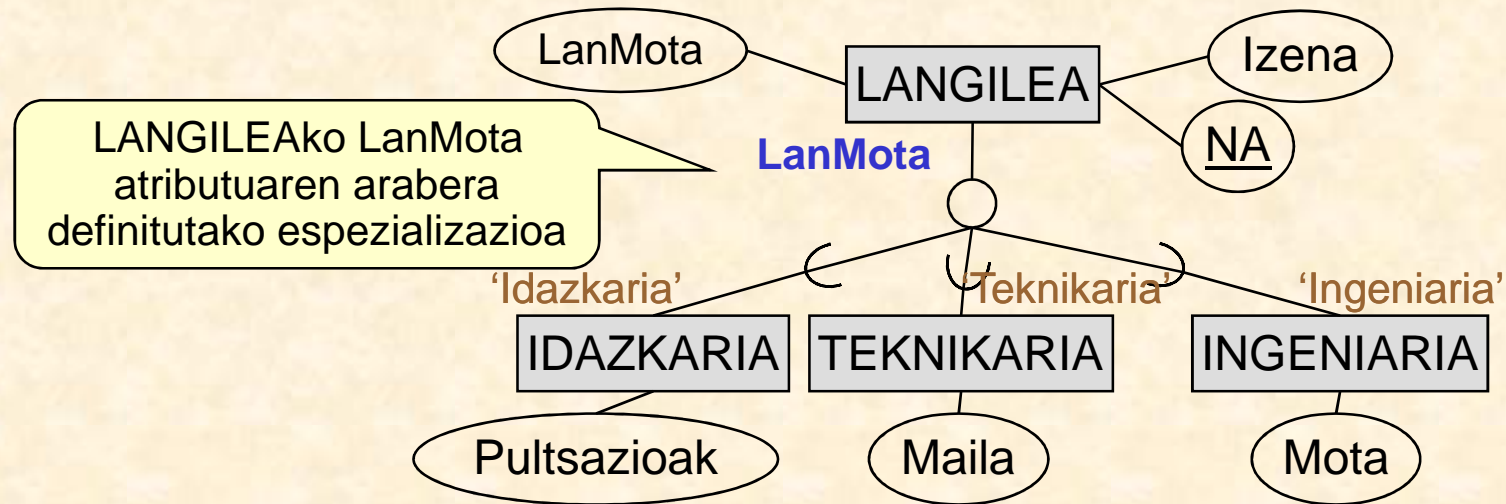 LanMota
LANGILEA
Izena
NA
LANGILEAko LanMota
atributuaren arabera
definitutako espezializazioa
LanMota
‘Idazkaria’
‘Teknikaria’
‘Ingeniaria’
IDAZKARIA
TEKNIKARIA
INGENIARIA
Pultsazioak
Maila
Mota